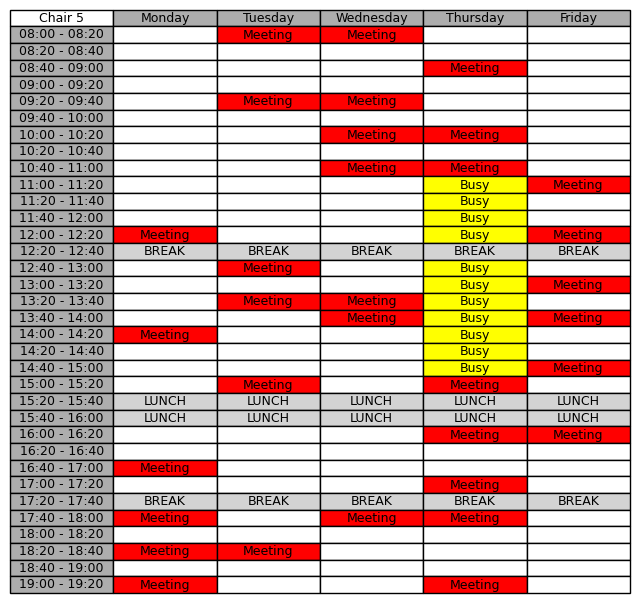 Chair 5 Monday Tuesday Wednesday Thursday Friday
08:00 - 08:20 Meeting Meeting
08:20 - 08:40
08:40 - 09:00 Meeting
09:00 - 09:20
09:20 - 09:40 Meeting Meeting
09:40 - 10:00
10:00 - 10:20 Meeting Meeting
10:20 - 10:40
10:40 - 11:00 Meeting Meeting
11:00 - 11:20 Busy Meeting
11:20 - 11:40 Busy
11:40 - 12:00 Busy
12:00 - 12:20 Meeting Busy Meeting
12:20 - 12:40 BREAK BREAK BREAK BREAK BREAK
12:40 - 13:00 Meeting Busy
13:00 - 13:20 Busy Meeting
13:20 - 13:40 Meeting Meeting Busy
13:40 - 14:00 Meeting Busy Meeting
14:00 - 14:20 Meeting Busy
14:20 - 14:40 Busy
14:40 - 15:00 Busy Meeting
15:00 - 15:20 Meeting Meeting
15:20 - 15:40 LUNCH LUNCH LUNCH LUNCH LUNCH
15:40 - 16:00 LUNCH LUNCH LUNCH LUNCH LUNCH
16:00 - 16:20 Meeting Meeting
16:20 - 16:40
16:40 - 17:00 Meeting
17:00 - 17:20 Meeting
17:20 - 17:40 BREAK BREAK BREAK BREAK BREAK
17:40 - 18:00 Meeting Meeting Meeting
18:00 - 18:20
18:20 - 18:40 Meeting Meeting
18:40 - 19:00
19:00 - 19:20 Meeting Meeting